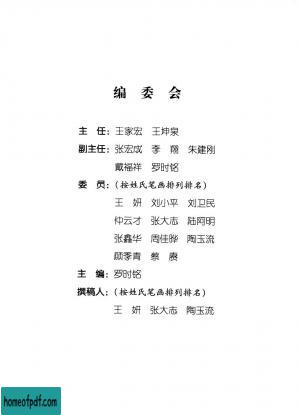 编委会
主 任：王家宏 王坤泉
副主任：张宏成 李 瑶 朱建刚
戴福祥 罗时铭
委 员：（按姓氏笔画排列排名）
王 妍 刘小平 刘卫民
仲云才 张大志 陆阿明
张鑫华 周佳晔 陶玉流
顾季青 蔡 赓
主 编：罗时铭
撰稿人：（按姓氏笔画排列排名）
王 妍 张大志 陶玉流
homeofpdf.com